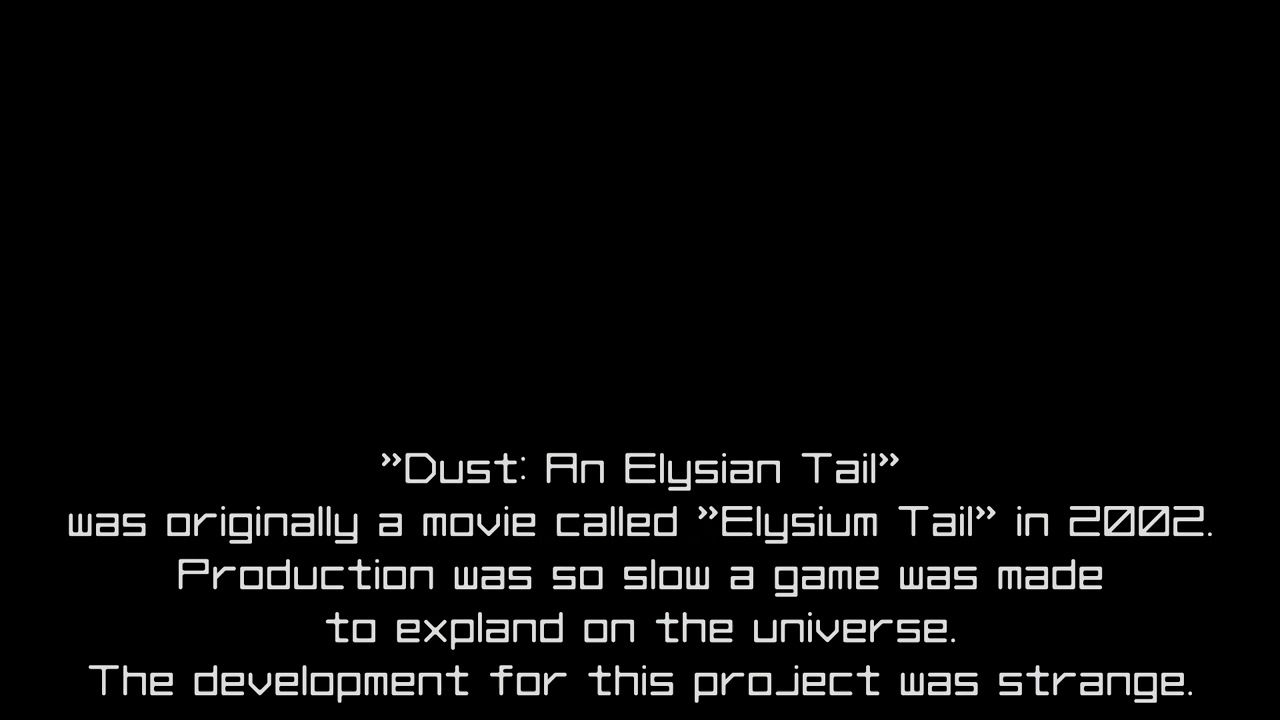 ”Dust: An Elysian Tail”
was originally a movie called ”Elysium Tail” in 2002.
Production was so slow a game was made
to expland on the universe.
The development for this project was strange.